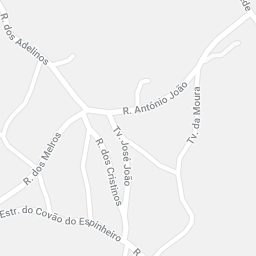 R. dos Adelinos
R. António João
Tv. da Moura
Tv. José João
R. dos Cristinos
R. dos Melros
Estr. do Covão do Espinheiro
R